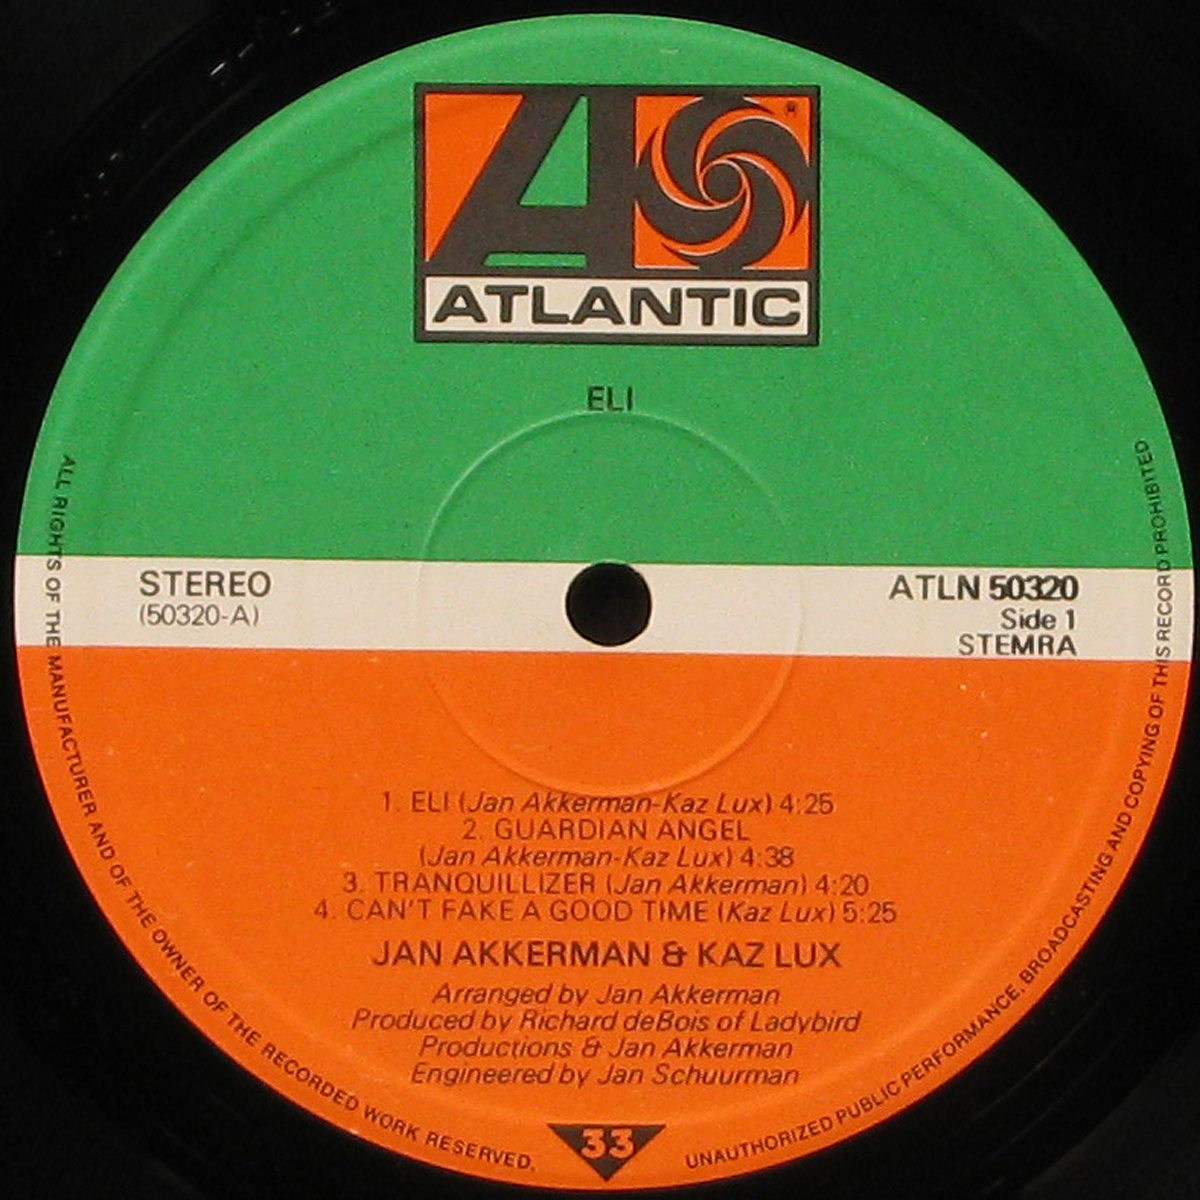 ATLANTIC
ELI
STEREO
(50320-A)
ATLN 50320
Side 1
STEMRA
1. ELI (Jan Akkerman-Kaz Lux) 4:25
2. GUARDIAN ANGEL
(Jan Akkerman-Kaz Lux) 4:38
3. TRANQUILLIZER (Jan Akkerman) 4:20
4. CAN'T FAKE A GOOD TIME (Kaz Lux) 5:25
JAN AKKERMAN & KAZ LUX
Arranged by Jan Akkerman
Produced by Richard deBois of Ladybird
Productions & Jan Akkerman
Engineered by Jan Schuurman
33
ALL RIGHTS OF THE MANUFACTURER AND OF THE OWNER OF THE RECORDED WORK RESERVED.
UNAUTHORIZED PUBLIC PERFORMANCE, BROADCASTING AND COPYING OF THIS RECORD PROHIBITED